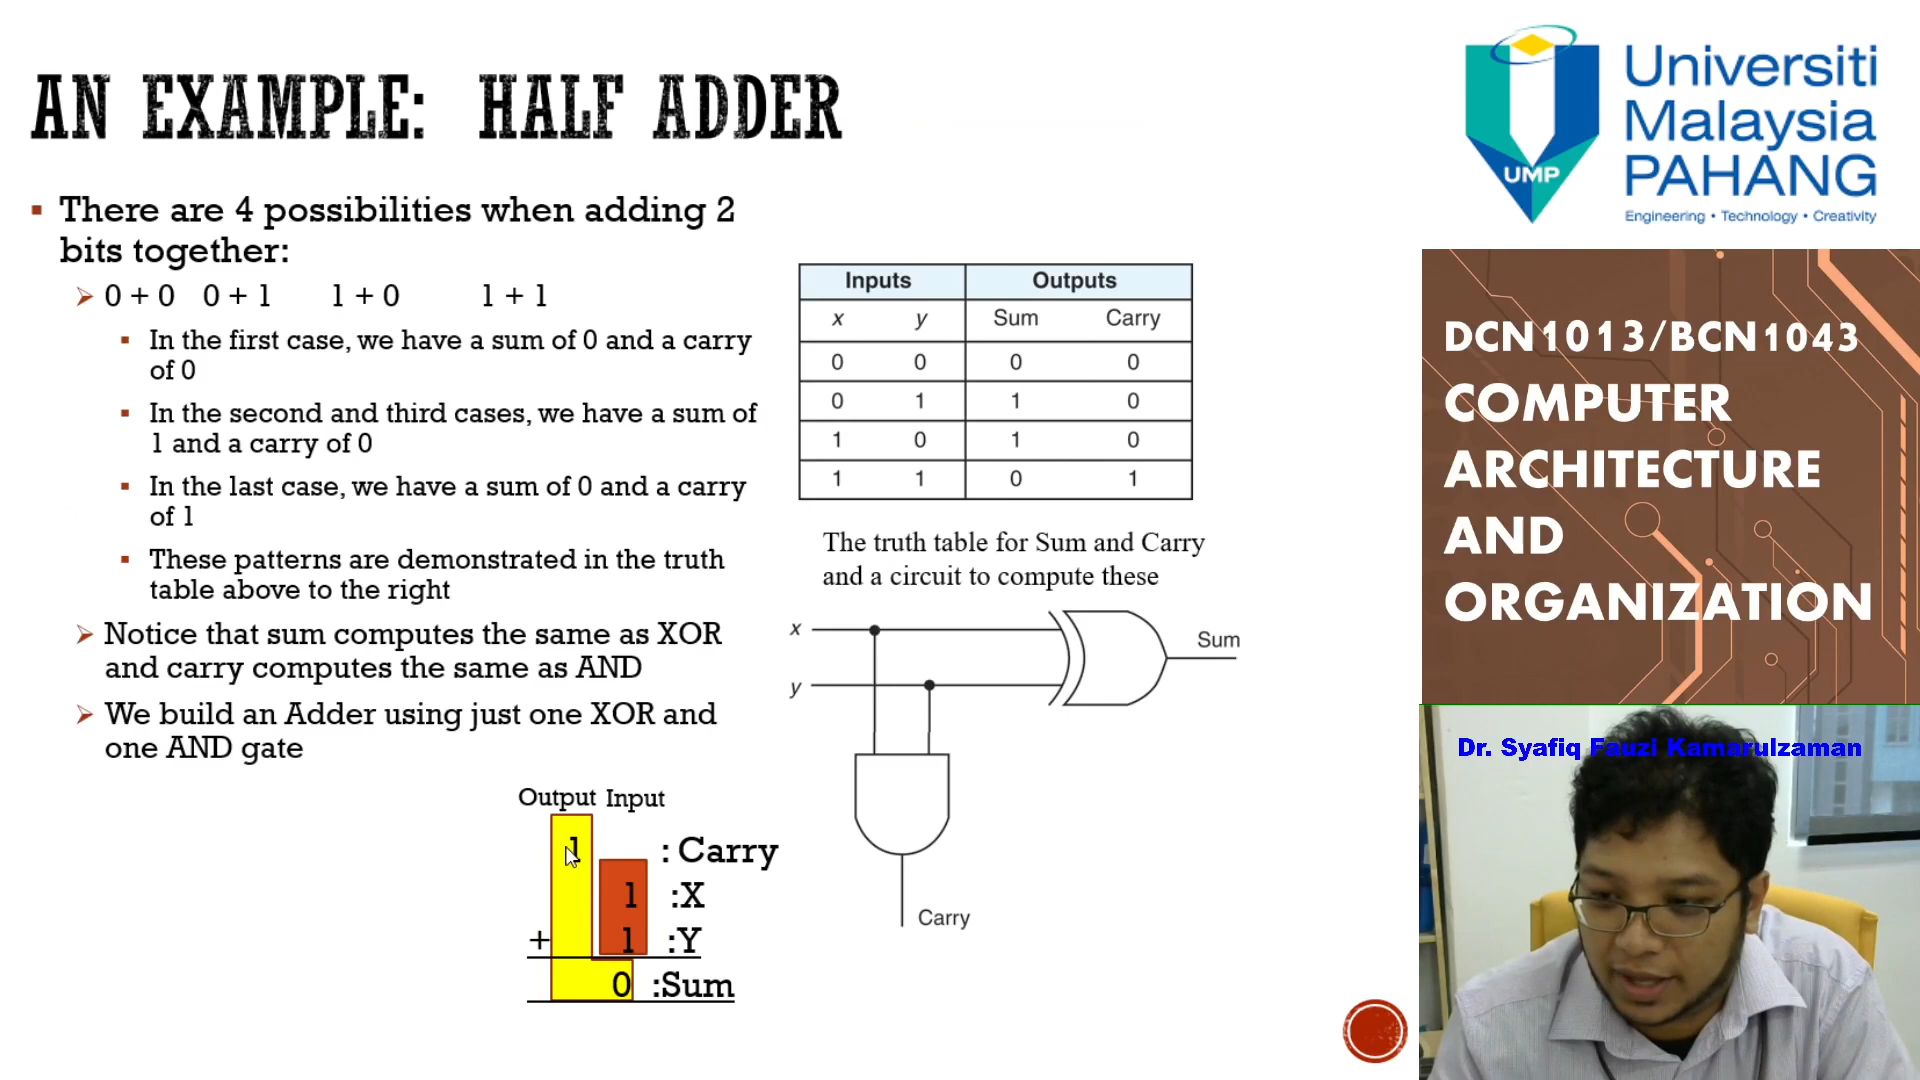 AN EXAMPLE: HALF ADDER
There are 4 possibilities when adding 2
bits together:
0 + 0 0 + 1 1 + 0 1 + 1
In the first case, we have a sum of 0 and a carry
of 0
In the second and third cases, we have a sum of
1 and a carry of 0
In the last case, we have a sum of 0 and a carry
of 1
These patterns are demonstrated in the truth
table above to the right
Notice that sum computes the same as XOR
and carry computes the same as AND
We build an Adder using just one XOR and
one AND gate
Output Input
1 : Carry
1 :X
+ 1 :Y
0 :Sum
Inputs Outputs
x y Sum Carry
0 0 0 0
0 1 1 0
1 0 1 0
1 1 0 1
The truth table for Sum and Carry
and a circuit to compute these
x
y
Sum
Carry
UMP
Universiti
Malaysia
PAHANG
Engineering • Technology • Creativity
DCN1013/BCN1043
COMPUTER
ARCHITECTURE
AND
ORGANIZATION
Dr. Syafiq Fauzi Kamarulzaman